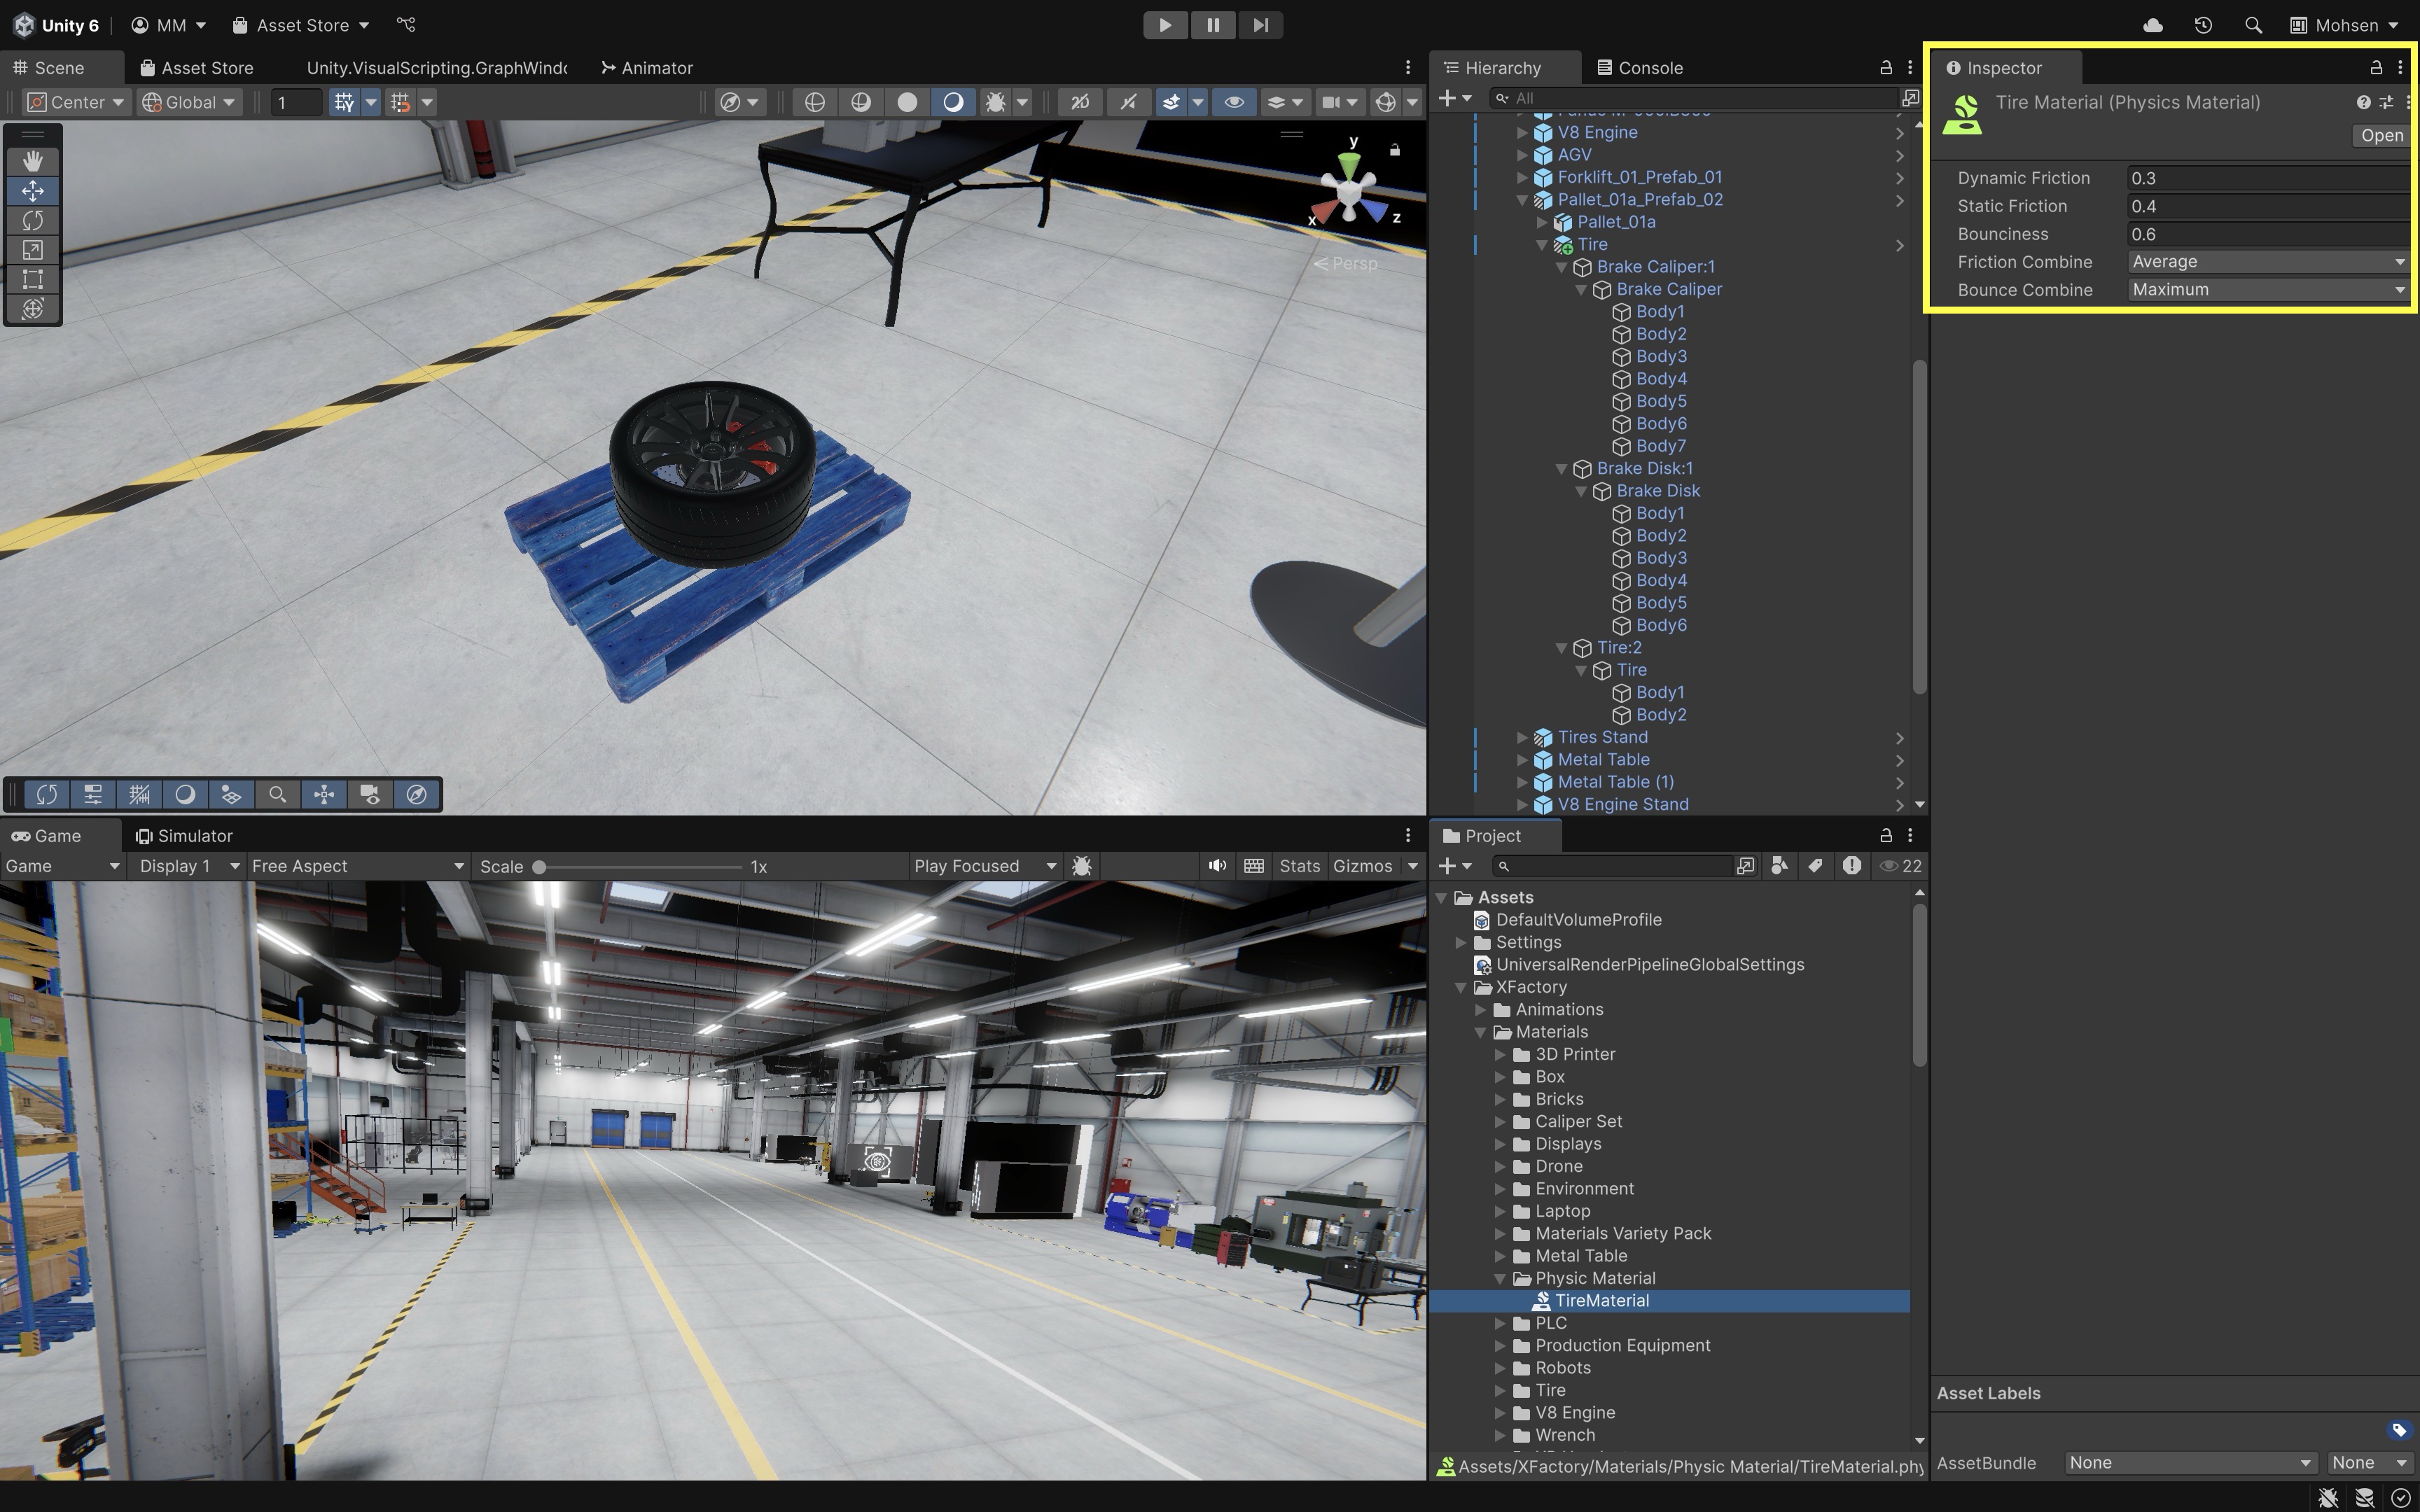 Unity 6 MM Asset Store Mohsen
Scene Asset Store Unity.VisualScripting.GraphWindo Animator
Center Global 1 2D
y
x z
Persp
Hierarchy Console
All
V8 Engine
AGV
Forklift_01_Prefab_01
Pallet_01a_Prefab_02
Pallet_01a
Tire
Brake Caliper:1
Brake Caliper
Body1
Body2
Body3
Body4
Body5
Body6
Body7
Brake Disk:1
Brake Disk
Body1
Body2
Body3
Body4
Body5
Body6
Tire:2
Tire
Body1
Body2
Tires Stand
Metal Table
Metal Table (1)
V8 Engine Stand
Inspector
Tire Material (Physics Material)
Open
Dynamic Friction 0.3
Static Friction 0.4
Bounciness 0.6
Friction Combine Average
Bounce Combine Maximum
Game Simulator
Game Display 1 Free Aspect Scale 1x Play Focused Stats Gizmos
Project
22
Assets
DefaultVolumeProfile
Settings
UniversalRenderPipelineGlobalSettings
XFactory
Animations
Materials
3D Printer
Box
Bricks
Caliper Set
Displays
Drone
Environment
Laptop
Materials Variety Pack
Metal Table
Physic Material
TireMaterial
PLC
Production Equipment
Robots
Tire
V8 Engine
Wrench
Assets/XFactory/Materials/Physic Material/TireMaterial.phy
Asset Labels
AssetBundle None None